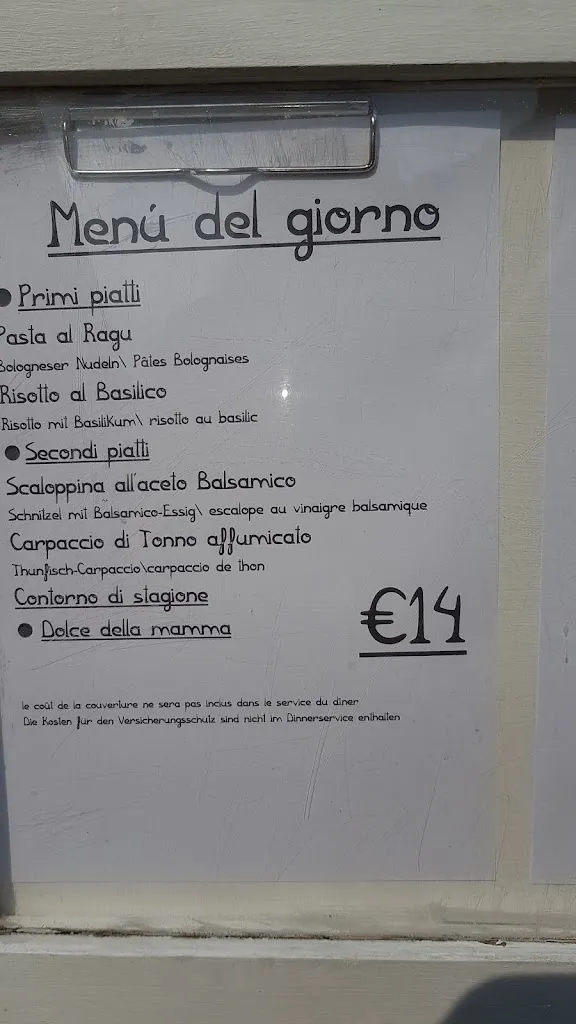 Menú del giorno
Primi piatti
Pasta al Ragu
Bologneser Nudeln\ Pâtes Bolognaises
Risotto al Basilico
Risotto mit Basilikum\ risotto au basilic
Secondi piatti
Scaloppina all'aceto Balsamico
Schnitzel mit Balsamico-Essig\ escalope au vinaigre balsamique
Carpaccio di Tonno affumicato
Thunfisch-Carpaccio\carpaccio de thon
Contorno di stagione
Dolce della mamma
€14
le coût de la couverture ne sera pas inclus dans le service du dîner
Die Kosten für den Versicherungsschutz sind nicht im Dinnerservice enthalten